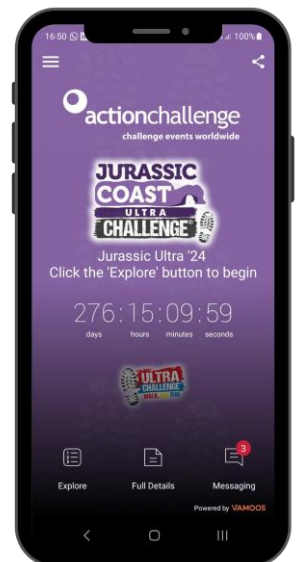 16:50
100%
actionchallenge
challenge events worldwide
JURASSIC
COAST
ULTRA
CHALLENGE
Jurassic Ultra '24
Click the 'Explore' button to begin
276:15:09:59
days hours minutes seconds
ULTRA
CHALLENGE
3
Explore Full Details Messaging
Powered by VAMOOS